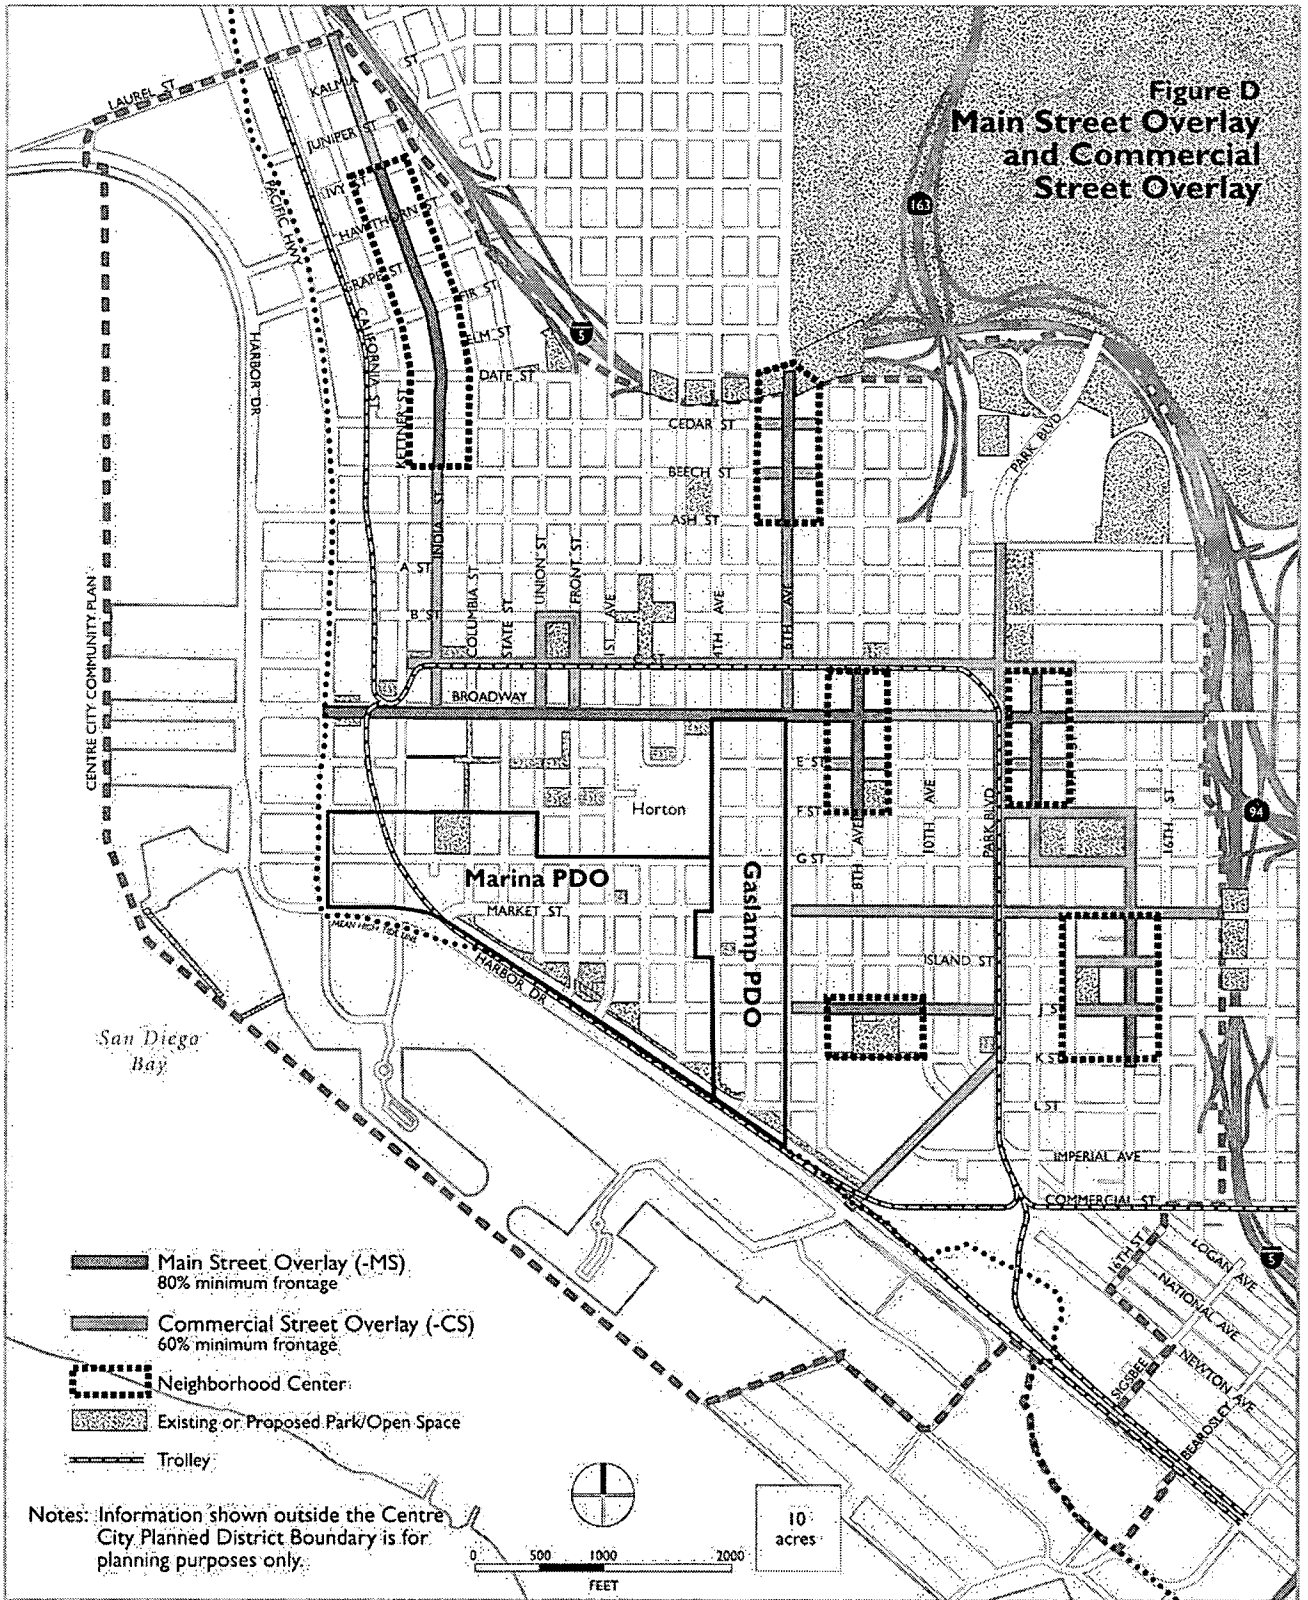 Figure D
Main Street Overlay
and Commercial
Street Overlay
LAUREL ST
KALMIA
ST
JUNIPER ST
IVY
HAWTHORN ST
GRAPE ST
FIR ST
ELM ST
DATE ST
CEDAR ST
BEECH ST
ASH ST
A ST
B ST
C ST
BROADWAY
E ST
F ST
G ST
MARKET ST
ISLAND ST
J S
K ST
L ST
IMPERIAL AVE
COMMERCIAL ST
PACIFIC HWY
HARBOR DR
CALIFORNIA ST
KETTNER ST
INDIA ST
COLUMBIA ST
STATE ST
UNION ST
FRONT ST
1ST AVE
4TH AVE
6TH AVE
8TH AVE
10TH AVE
PARK BLVD
PARK BLVD
16TH ST
163
5
94
5
CENTRE CITY COMMUNITY PLAN
Horton
Marina PDO
Gaslamp PDO
MEAN HIGH TIDE LINE
HARBOR DR
San Diego
Bay
16TH ST
LOGAN AVE
NATIONAL AVE
NEWTON AVE
SIGSBEE
BEARDSLEY AVE
Main Street Overlay (-MS)
80% minimum frontage
Commercial Street Overlay (-CS)
60% minimum frontage
Neighborhood Center
Existing or Proposed Park/Open Space
Trolley
Notes: Information shown outside the Centre
City Planned District Boundary is for
planning purposes only.
0 500 1000 2000
FEET
10
acres